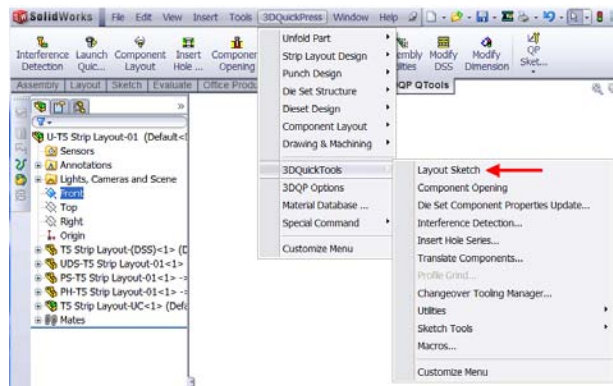 SolidWorks File Edit View Insert Tools 3DQuickPress Window Help
Interference Detection Launch Quic... Component Layout Insert Hole ... Component Opening Modify DSS Modify Dimension QP Sket...
Assembly Layout Sketch Evaluate Office Produ QP QTools
Unfold Part
Strip Layout Design
Punch Design
Die Set Structure
Dieset Design
Component Layout
Drawing & Machining
3DQuickTools
3DQP Options
Material Database ...
Special Command
Customize Menu
Layout Sketch
Component Opening
Die Set Component Properties Update...
Interference Detection...
Insert Hole Series...
Translate Components...
Profile Grind...
Changeover Tooling Manager...
Utilities
Sketch Tools
Macros...
Customize Menu
U-T5 Strip Layout-01 (Default<
Sensors
Annotations
Lights, Cameras and Scene
Front
Top
Right
Origin
T5 Strip Layout-(DSS)<1> (D
UDS-T5 Strip Layout-01<1>
PS-T5 Strip Layout-01<1> ->
PH-T5 Strip Layout-01<1> ->
T5 Strip Layout-UC<1> (Defa
Mates